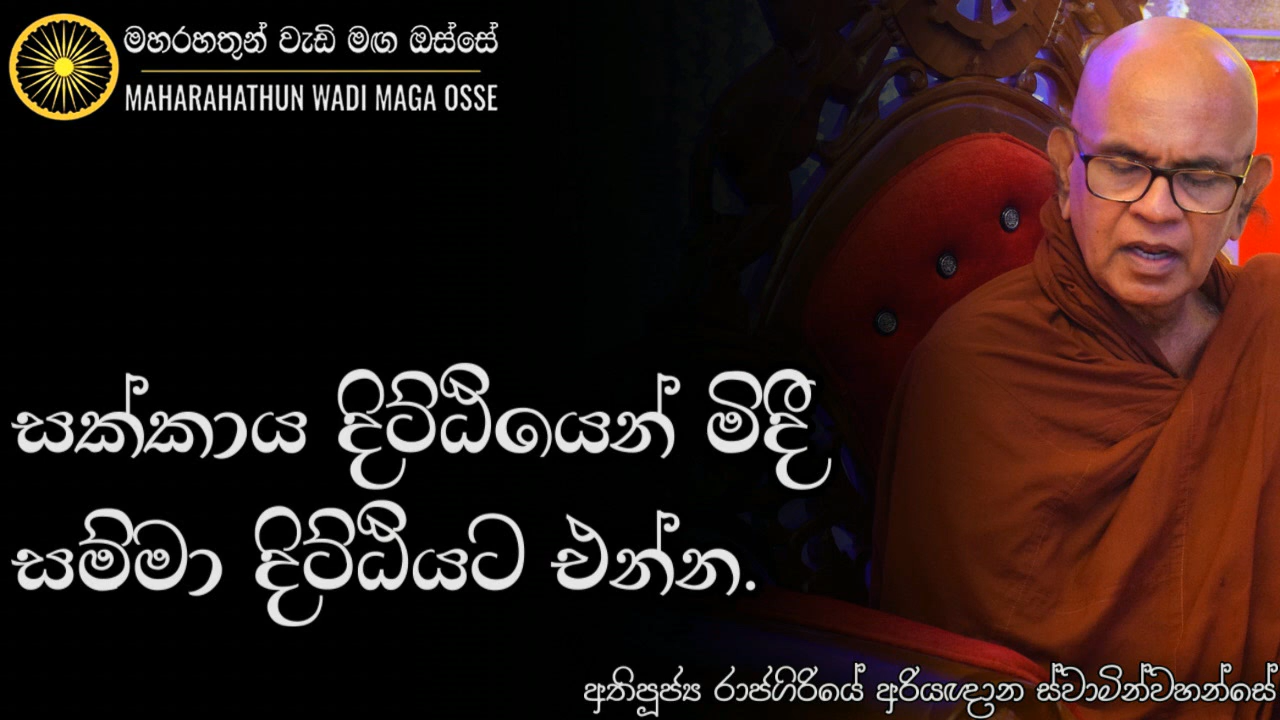 මහරහතුන් වැඩි මඟ ඔස්සේ
MAHARAHATHUN WADI MAGA OSSE
සක්කාය දිට්ඨියෙන් මිදී
සම්මා දිට්ඨියට එන්න.
අතිපූජ්‍ය රාජගිරියේ අරියඥාන ස්වාමින්වහන්සේ